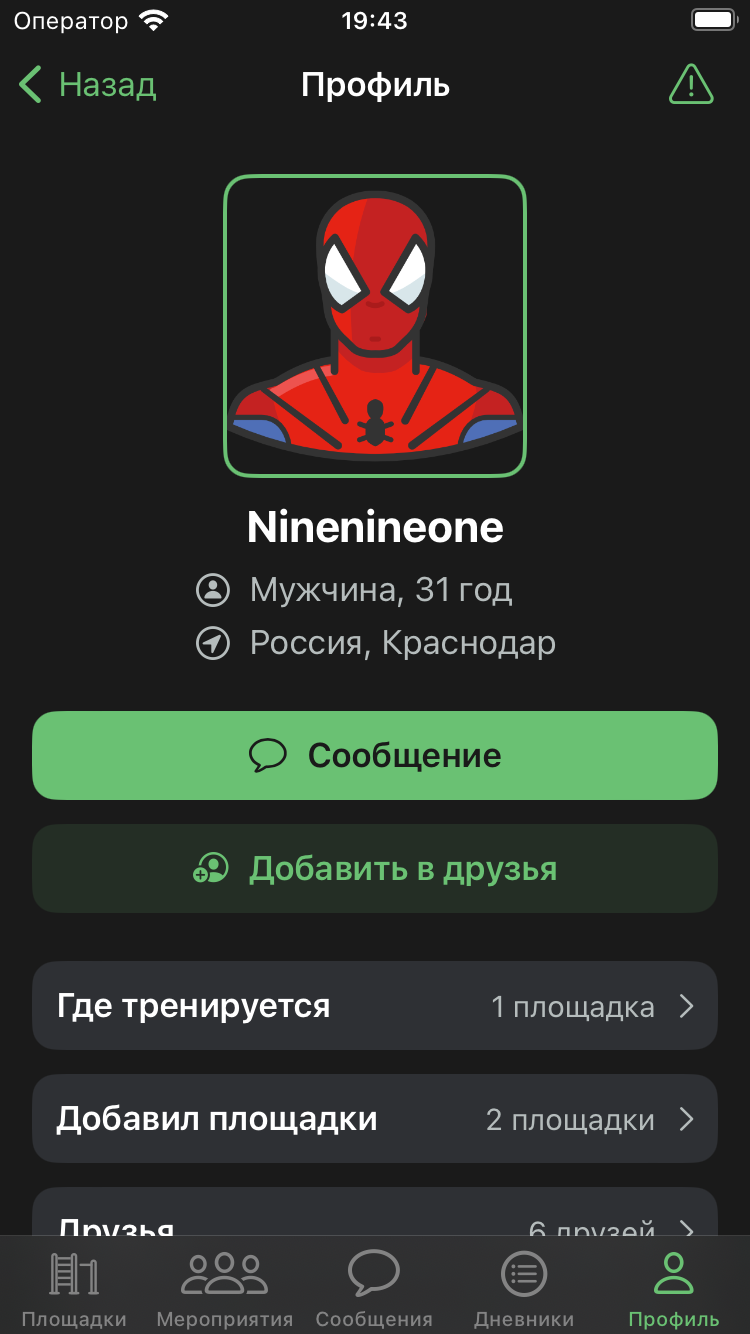 Оператор 19:43
Назад Профиль
Ninenineone
Мужчина, 31 год
Россия, Краснодар
Сообщение
Добавить в друзья
Где тренируется 1 площадка
Добавил площадки 2 площадки
Друзья 6 друзей
Площадки Мероприятия Сообщения Дневники Профиль